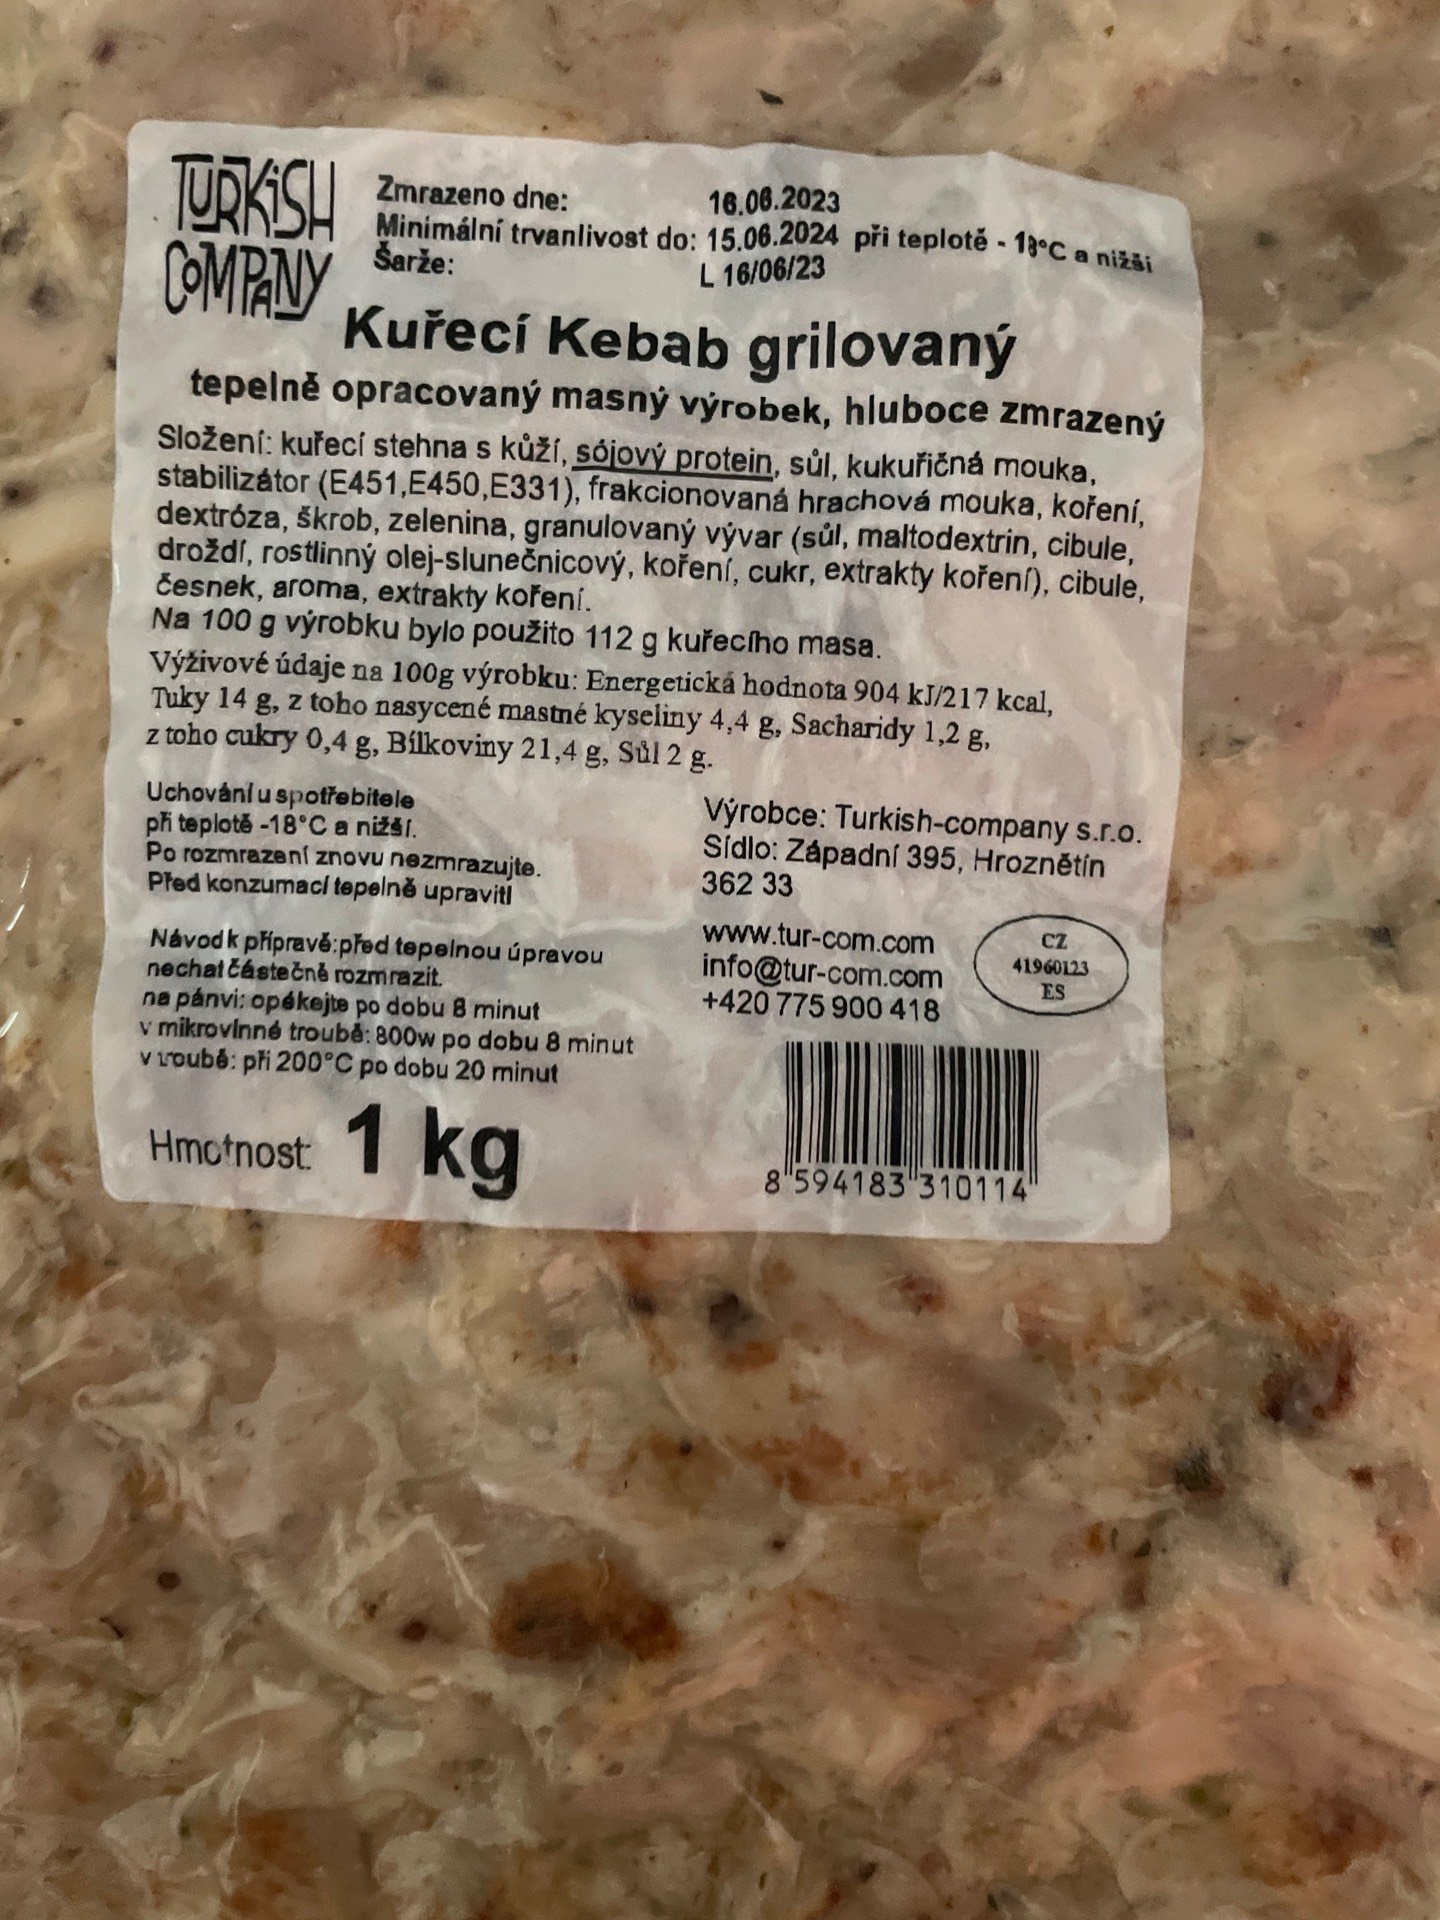 TURKiSH
COMPANY
Zmrazeno dne: 16.06.2023
Minimální trvanlivost do: 15.06.2024 při teplotě - 18°C a nižší
Šarže: L 16/06/23
Kuřecí Kebab grilovaný
tepelně opracovaný masný výrobek, hluboce zmrazený
Složení: kuřecí stehna s kůží, sójový protein, sůl, kukuřičná mouka,
stabilizátor (E451,E450,E331), frakcionovaná hrachová mouka, koření,
dextróza, škrob, zelenina, granulovaný vývar (sůl, maltodextrin, cibule,
droždí, rostlinný olej-slunečnicový, koření, cukr, extrakty koření), cibule,
česnek, aroma, extrakty koření.
Na 100 g výrobku bylo použito 112 g kuřecího masa.
Výživové údaje na 100g výrobku: Energetická hodnota 904 kJ/217 kcal,
Tuky 14 g, z toho nasycené mastné kyseliny 4,4 g, Sacharidy 1,2 g,
z toho cukry 0,4 g, Bílkoviny 21,4 g, Sůl 2 g.
Uchování u spotřebitele
při teplotě -18°C a nižší.
Po rozmrazení znovu nezmrazujte.
Před konzumací tepelně upravit!
Návod k přípravě:před tepelnou úpravou
nechat částečně rozmrazit.
na pánvi: opékejte po dobu 8 minut
v mikrovlnné troubě: 800w po dobu 8 minut
v troubě: při 200°C po dobu 20 minut
Hmotnost: 1 kg
Výrobce: Turkish-company s.r.o.
Sídlo: Západní 395, Hroznětín
362 33
www.tur-com.com
info@tur-com.com
+420 775 900 418
CZ
41960123
ES
8 594183 310114